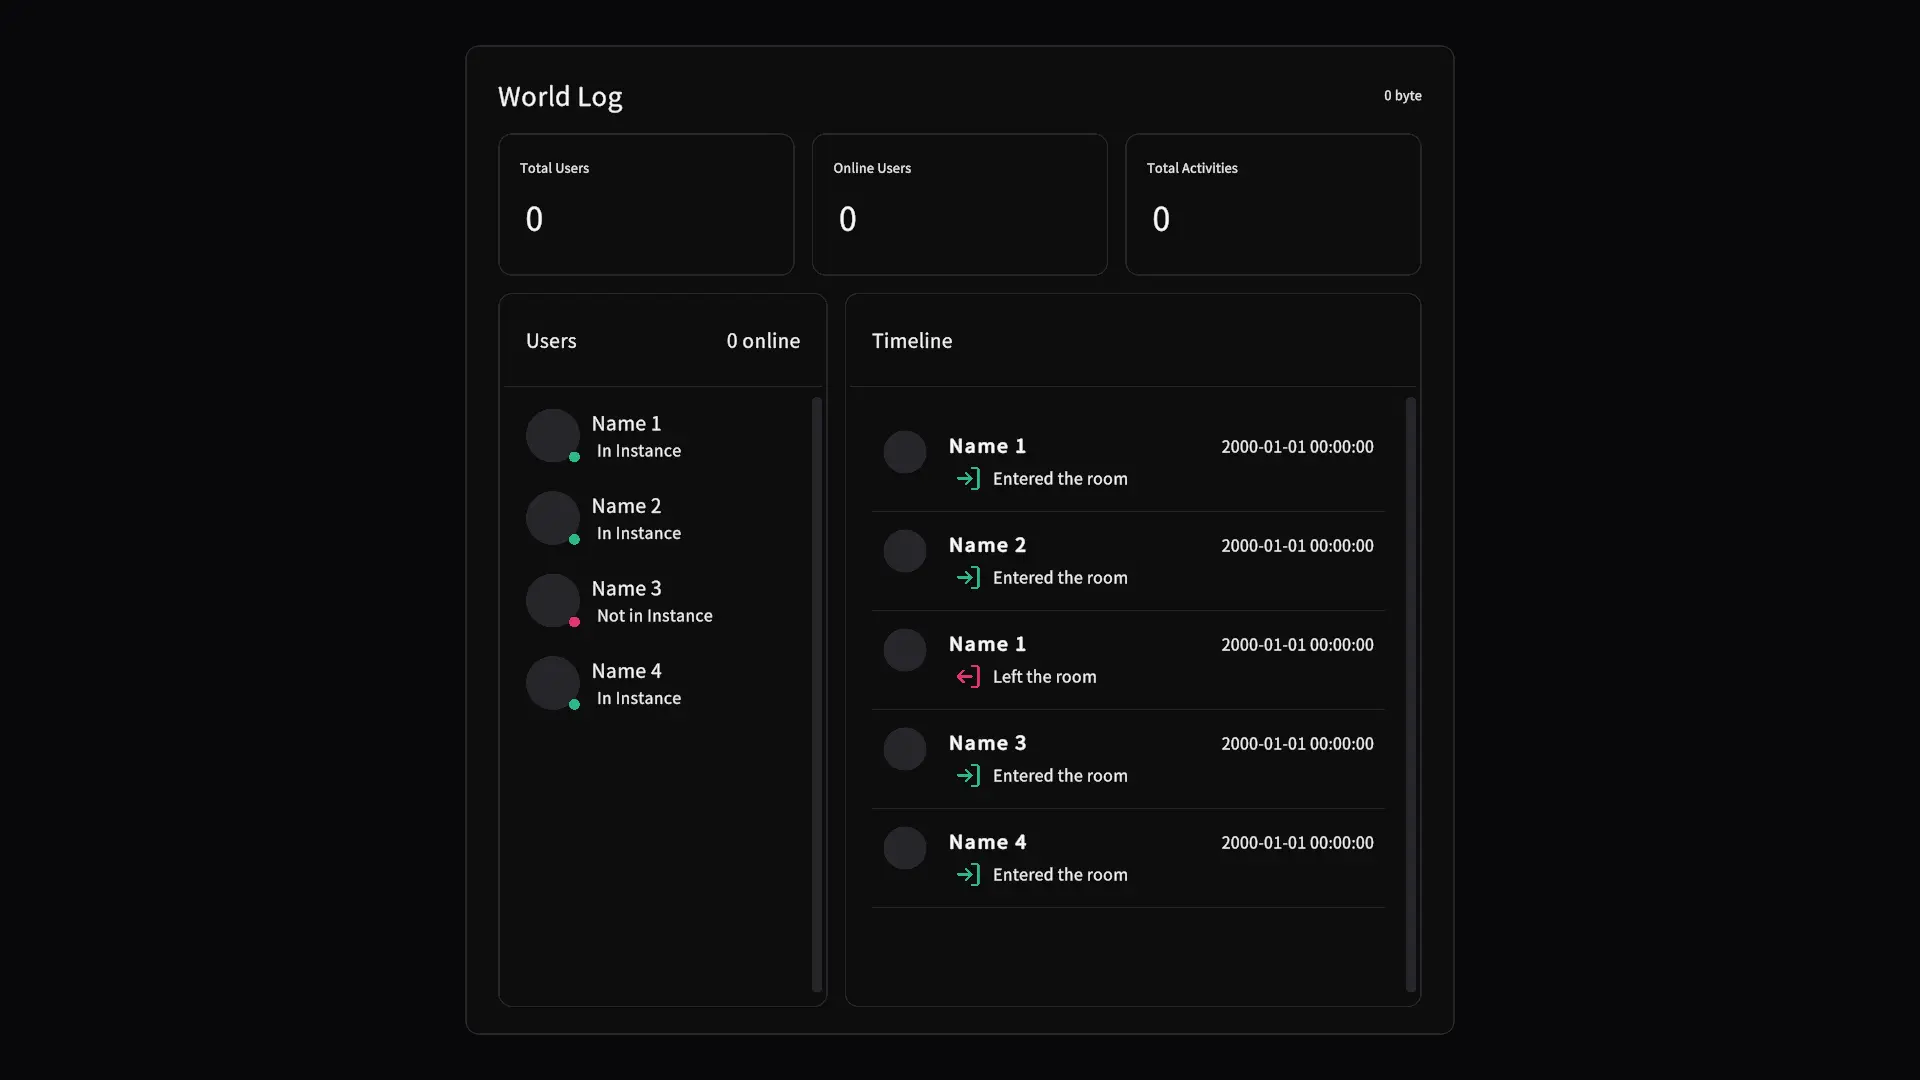 World Log
0 byte
Total Users
0
Online Users
0
Total Activities
0
Users
0 online
Name 1
In Instance
Name 2
In Instance
Name 3
Not in Instance
Name 4
In Instance
Timeline
Name 1
2000-01-01 00:00:00
Entered the room
Name 2
2000-01-01 00:00:00
Entered the room
Name 1
2000-01-01 00:00:00
Left the room
Name 3
2000-01-01 00:00:00
Entered the room
Name 4
2000-01-01 00:00:00
Entered the room